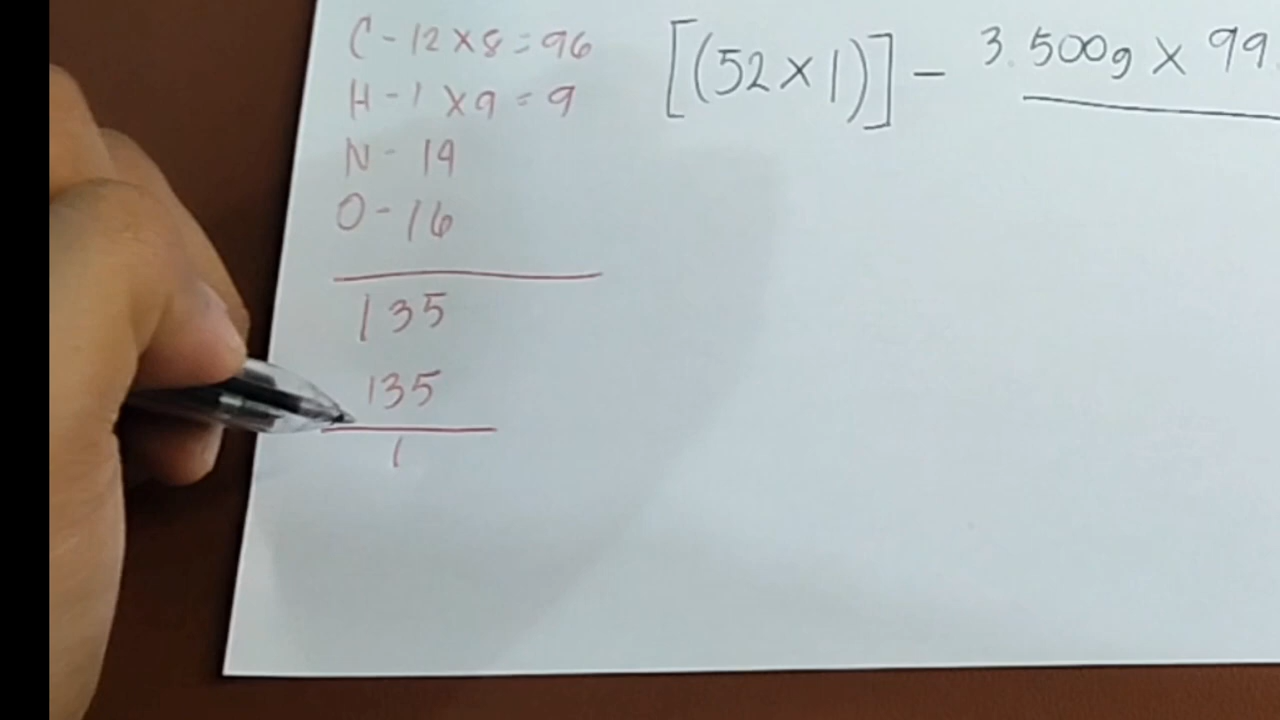 C - 12 x 8 = 96
H - 1 x 9 = 9
N - 14
O - 16
135
135
1
[(52 x 1)] - 3.500g x 99.